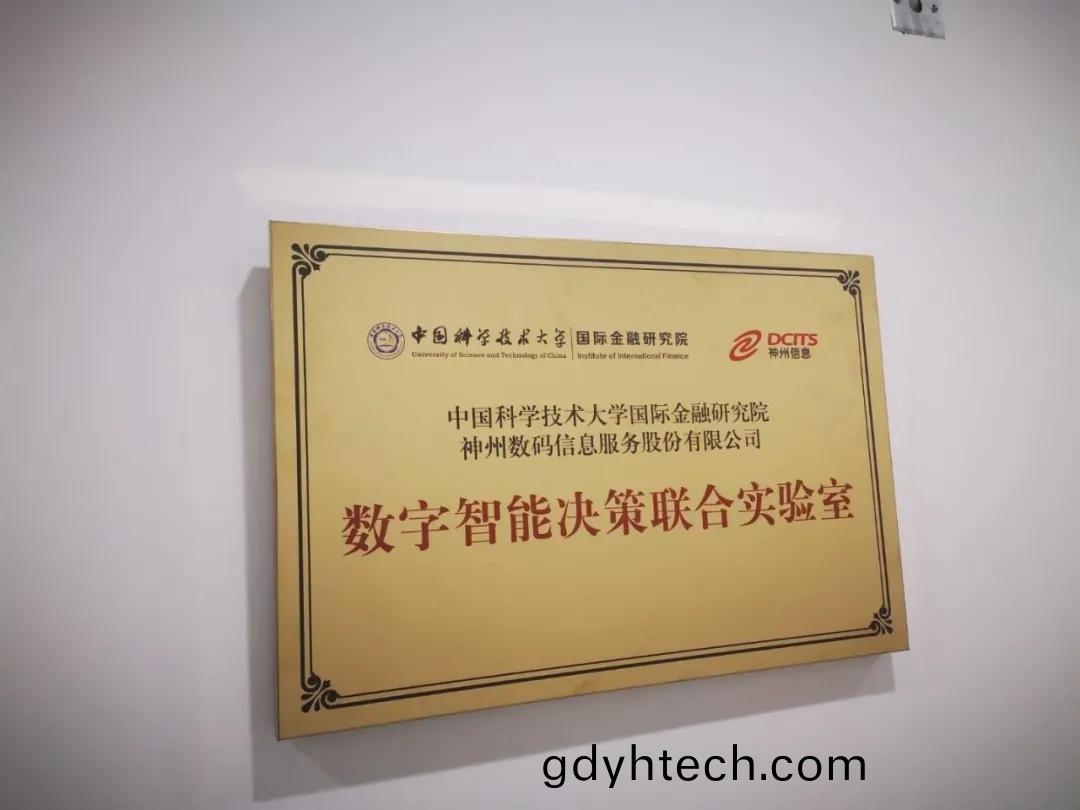 中国科学技术大学 国际金融研究院 DCITS
University of Science and Technology of China Institute of International Finance 神州信息
中国科学技术大学国际金融研究院
神州数码信息服务股份有限公司
数字智能决策联合实验室
gdyhtech.com